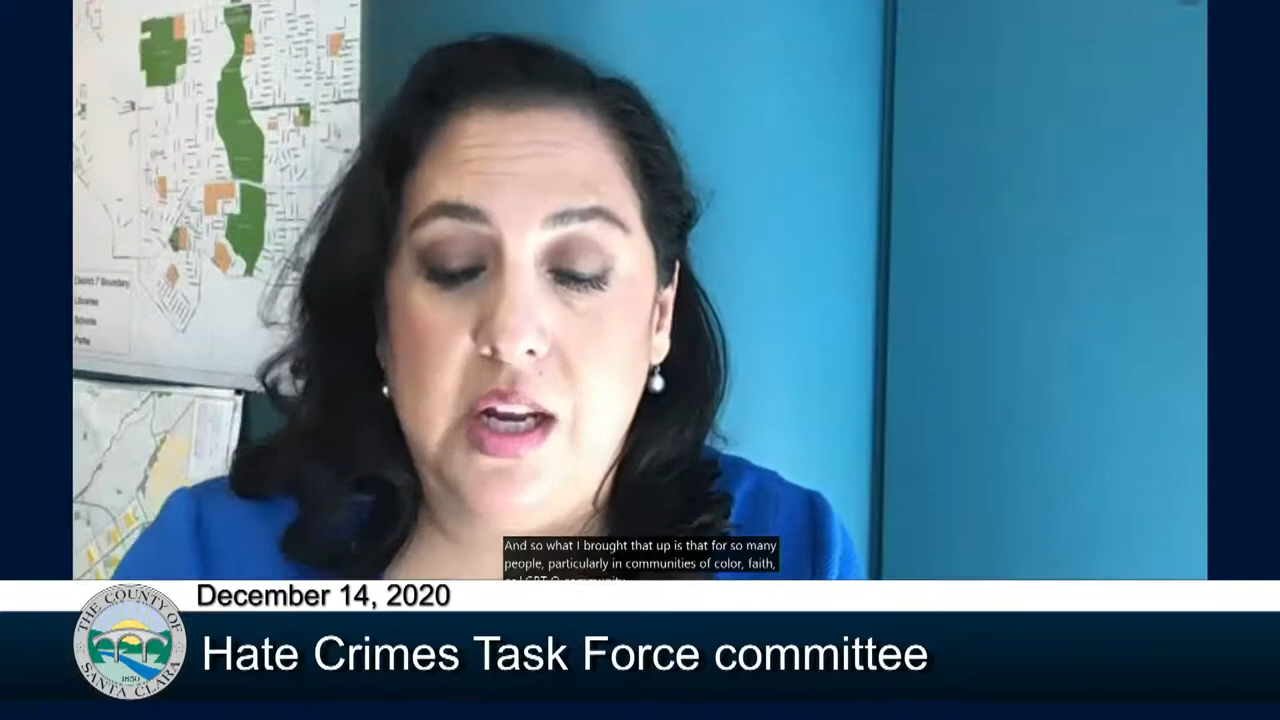 District 7 Boundary
Libraries
Schools
Parks
And so what I brought that up is that for so many
people, particularly in communities of color, faith,
December 14, 2020
THE COUNTY OF
SANTA CLARA
1850
Hate Crimes Task Force committee